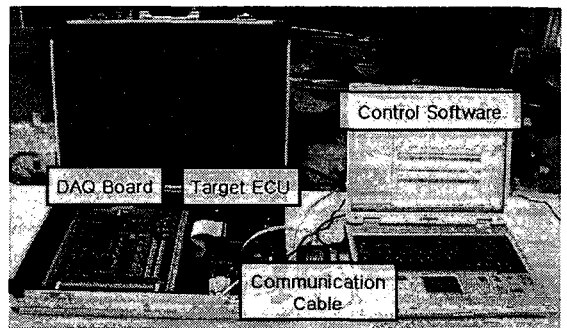 Control Software
DAQ Board
Target ECU
Communication
Cable